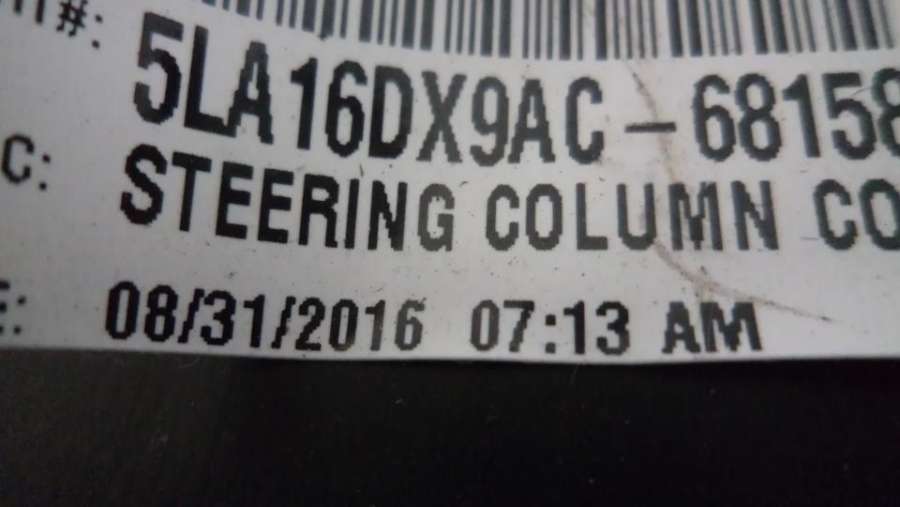 #:
5LA16DX9AC-68158
C:
STEERING COLUMN CO
E:
08/31/2016 07:13 AM